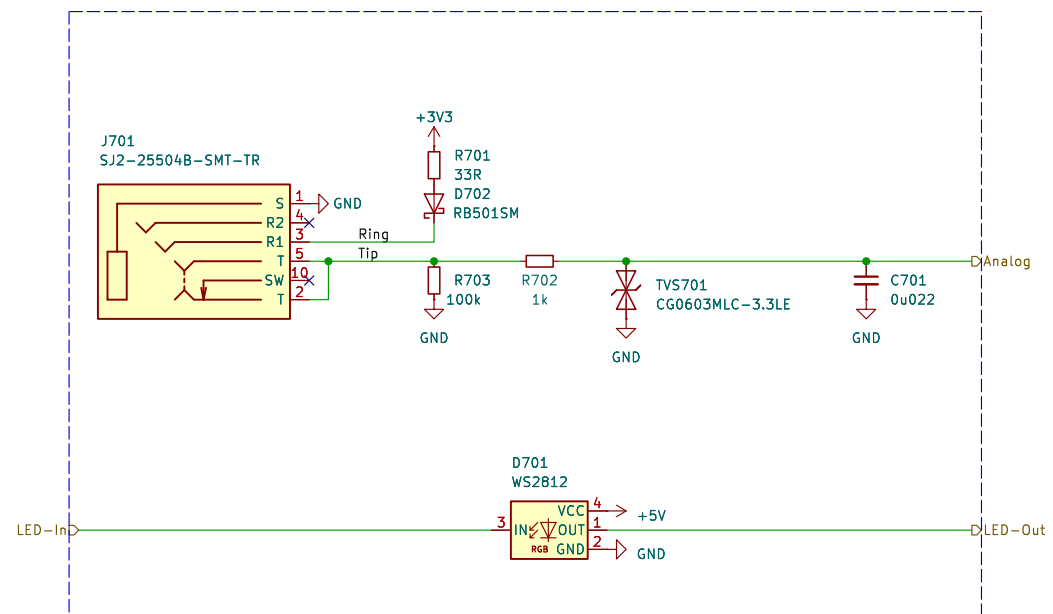 +3V3
J701
SJ2-25504B-SMT-TR
R701
33R
D702
RB501SM
S 1 GND
R2 4
R1 3 Ring
T 5 Tip
SW 10
T 2
R703
100k
GND
R702
1k
TVS701
CG0603MLC-3.3LE
GND
C701
0u022
GND
Analog
D701
WS2812
VCC 4 +5V
LED-In 3 IN OUT 1 LED-Out
RGB GND 2 GND